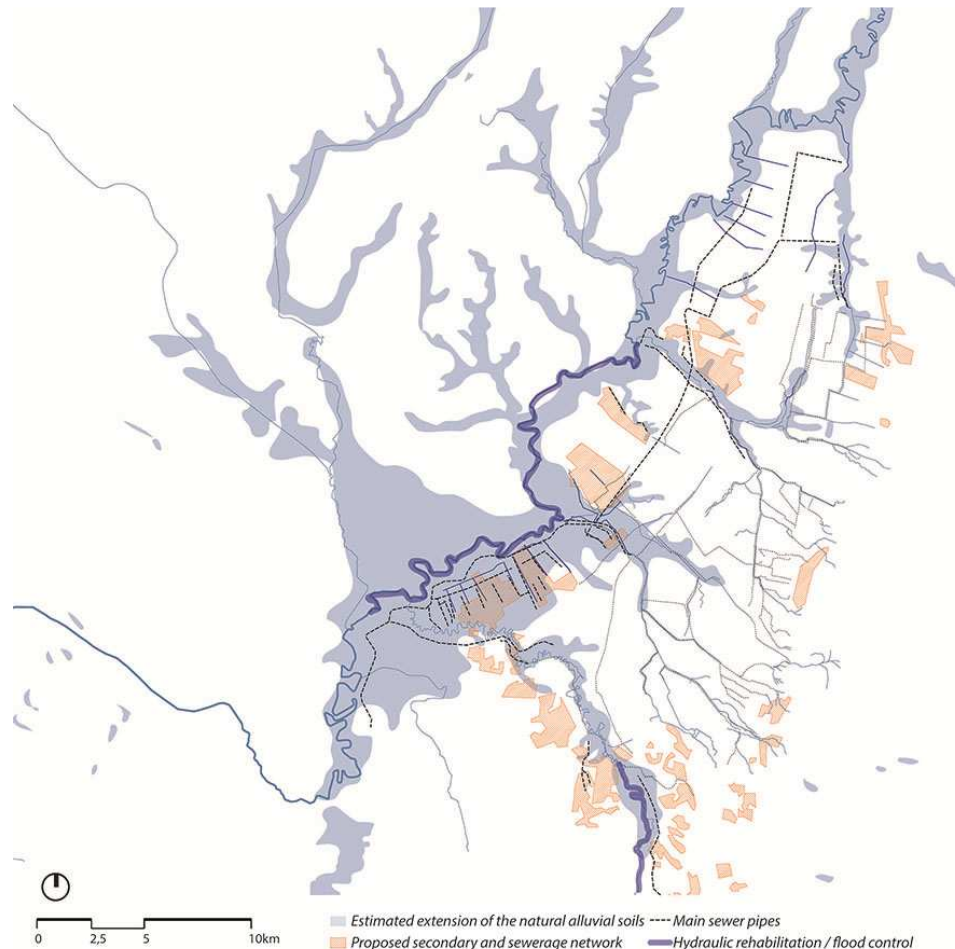 0 2,5 5 10km
Estimated extension of the natural alluvial soils Main sewer pipes
Proposed secondary and sewerage network Hydraulic rehabilitation / flood control